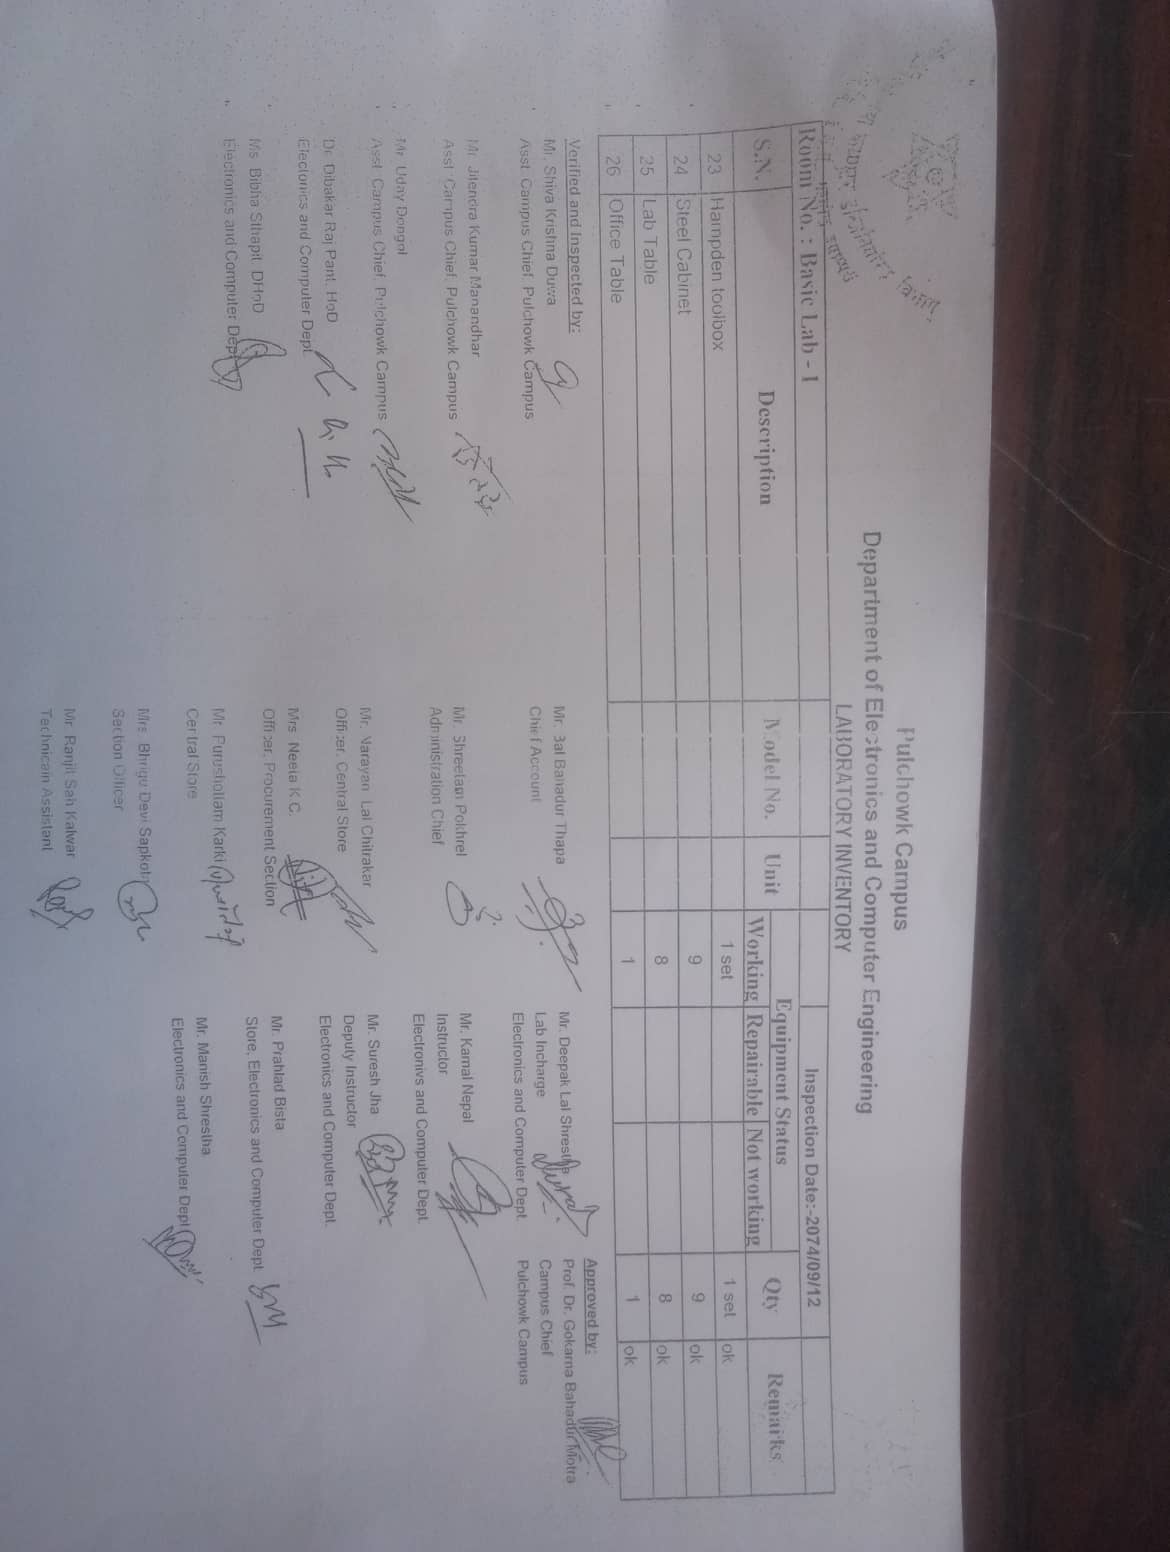 Pulchowk Campus
Department of Electronics and Computer Engineering
LABORATORY INVENTORY
Room No. : Basic Lab - I Inspection Date:-2074/09/12
S.N. Description Model No. Unit Equipment Status Qty Remarks
Working Repairable Not working
23 Hampden toolbox 1 set 1 set ok
24 Steel Cabinet 9 9 ok
25 Lab Table 8 8 ok
26 Office Table 1 1 ok
Verified and Inspected by:
Mr. Shiva Krishna Duwa
Asst. Campus Chief, Pulchowk Campus
Mr. Jitendra Kumar Manandhar
Asst. Campus Chief, Pulchowk Campus
Mr. Uday Dongol
Asst. Campus Chief, Pulchowk Campus
Dr. Dibakar Raj Pant, HoD
Electonics and Computer Dept.
Ms. Bibha Sthapit, DHoD
Electronics and Computer Dept
Mr. Bal Bahadur Thapa
Chief Account
Mr. Shreeram Pokhrel
Administration Chief
Mr. Narayan Lal Chitrakar
Officer, Central Store
Mrs. Neeta K.C.
Officer, Procurement Section
Mr. Purushottam Karki
Central Store
Mrs. Bhrigu Devi Sapkota
Section Officer
Mr. Ranjit Sah Kalwar
Technicain Assistant
Mr. Deepak Lal Shrestha
Lab Incharge
Electronics and Computer Dept.
Mr. Kamal Nepal
Instructor
Electronivs and Computer Dept.
Mr. Suresh Jha
Deputy Instructor
Electronics and Computer Dept.
Mr. Prahlad Bista
Store, Electronics and Computer Dept.
Mr. Manish Shrestha
Electronics and Computer Dept
Approved by:
Prof. Dr. Gokarna Bahadur Motra
Campus Chief
Pulchowk Campus